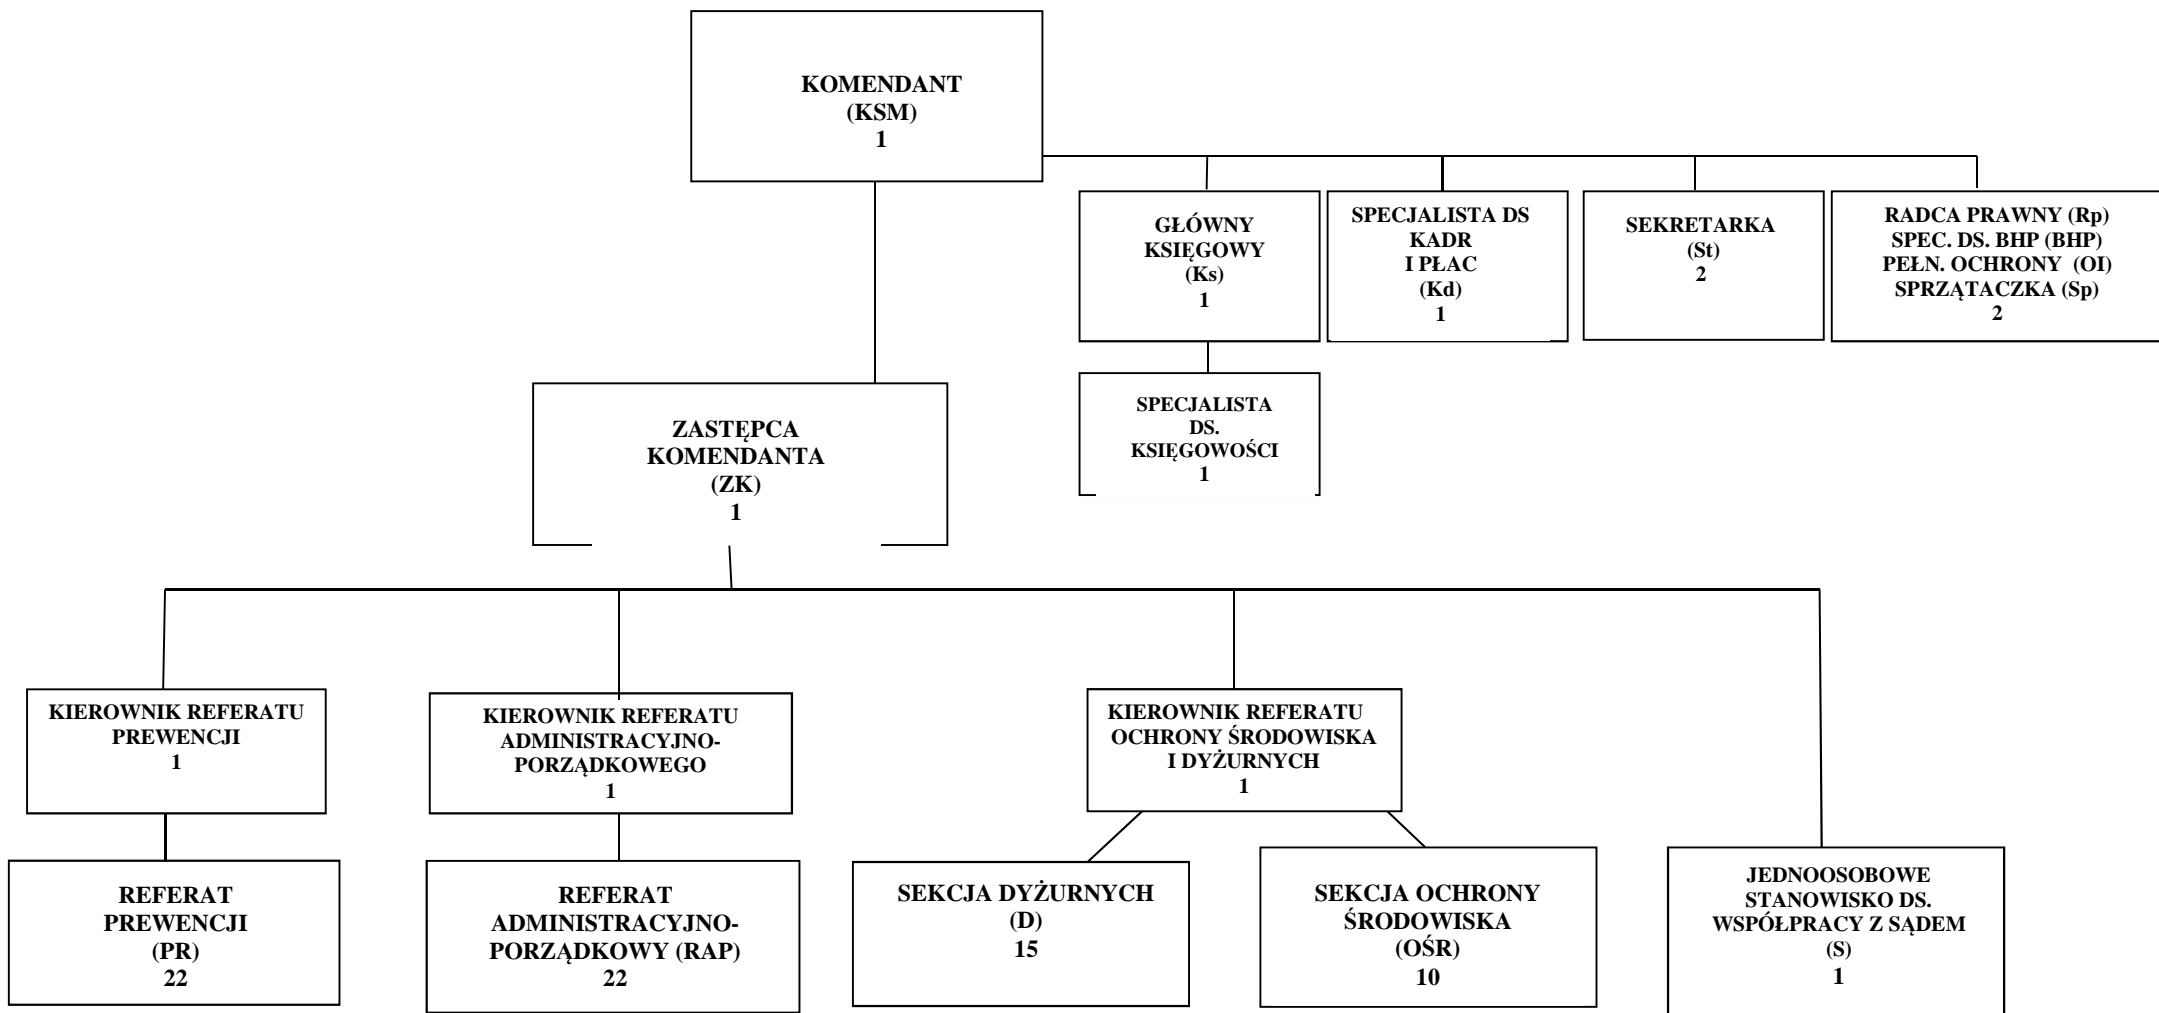 KOMENDANT
(KSM)
1
GŁÓWNY
KSIĘGOWY
(Ks)
1
SPECJALISTA DS
KADR
I PŁAC
(Kd)
1
SEKRETARKA
(St)
2
RADCA PRAWNY (Rp)
SPEC. DS. BHP (BHP)
PEŁN. OCHRONY (OI)
SPRZĄTACZKA (Sp)
2
SPECJALISTA
DS.
KSIĘGOWOŚCI
1
ZASTĘPCA
KOMENDANTA
(ZK)
1
KIEROWNIK REFERATU
PREWENCJI
1
KIEROWNIK REFERATU
ADMINISTRACYJNO-
PORZĄDKOWEGO
1
KIEROWNIK REFERATU
OCHRONY ŚRODOWISKA
I DYŻURNYCH
1
REFERAT
PREWENCJI
(PR)
22
REFERAT
ADMINISTRACYJNO-
PORZĄDKOWY (RAP)
22
SEKCJA DYŻURNYCH
(D)
15
SEKCJA OCHRONY
ŚRODOWISKA
(OŚR)
10
JEDNOOSOBOWE
STANOWISKO DS.
WSPÓŁPRACY Z SĄDEM
(S)
1